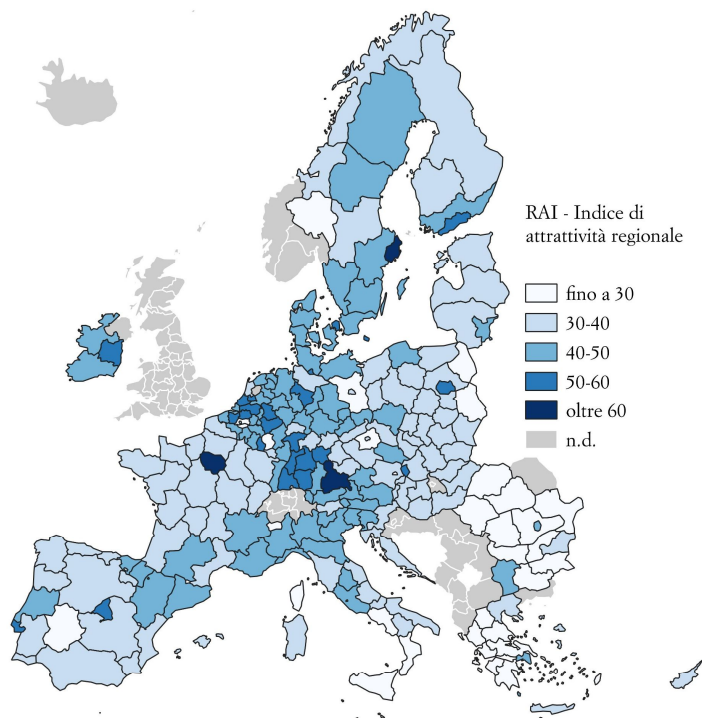 RAI - Indice di
attrattività regionale
fino a 30
30-40
40-50
50-60
oltre 60
n.d.